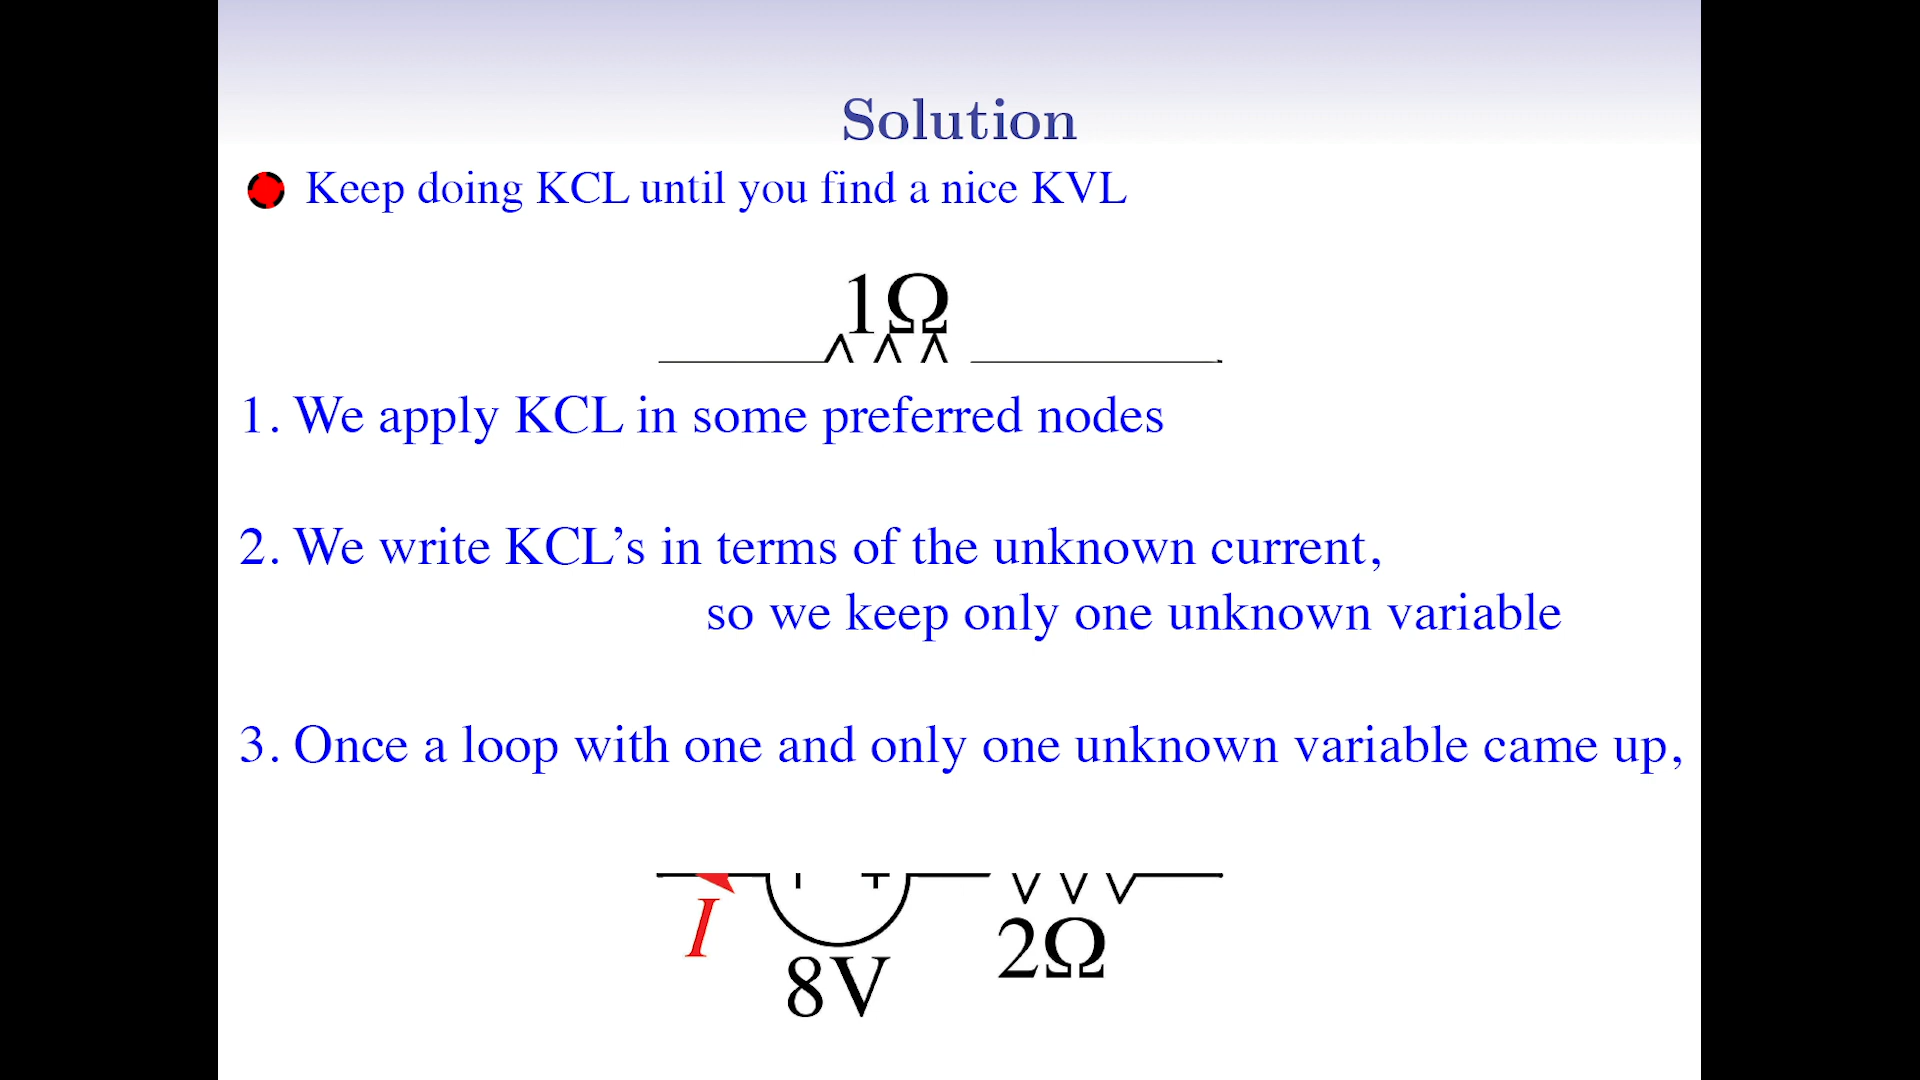 Solution
Keep doing KCL until you find a nice KVL
1Ω
1. We apply KCL in some preferred nodes
2. We write KCL's in terms of the unknown current,
so we keep only one unknown variable
3. Once a loop with one and only one unknown variable came up,
I
8V
2Ω